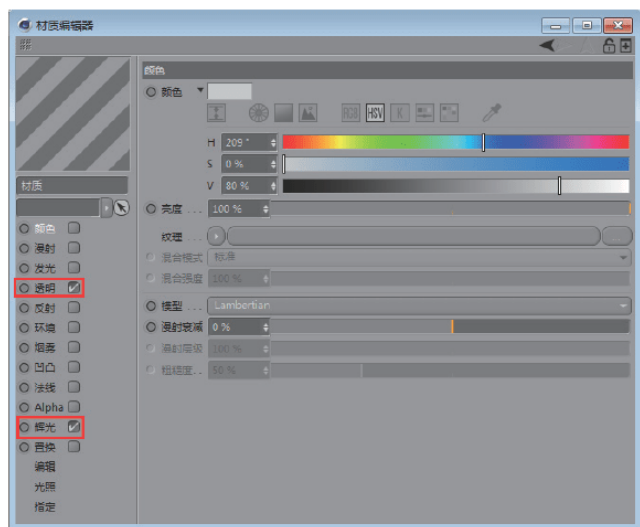 材质编辑器
颜色
颜色
RGB HSV K
H 209 °
S 0 %
V 80 %
材质
亮度 . . . 100 %
颜色
纹理 . . .
漫射
混合模式 标准
发光
混合强度 100 %
透明
反射
模型 . . . Lambertian
环境
漫射衰减 0 %
烟雾
漫射层级 100 %
凹凸
粗糙度 . . 50 %
法线
Alpha
辉光
置换
编辑
光照
指定